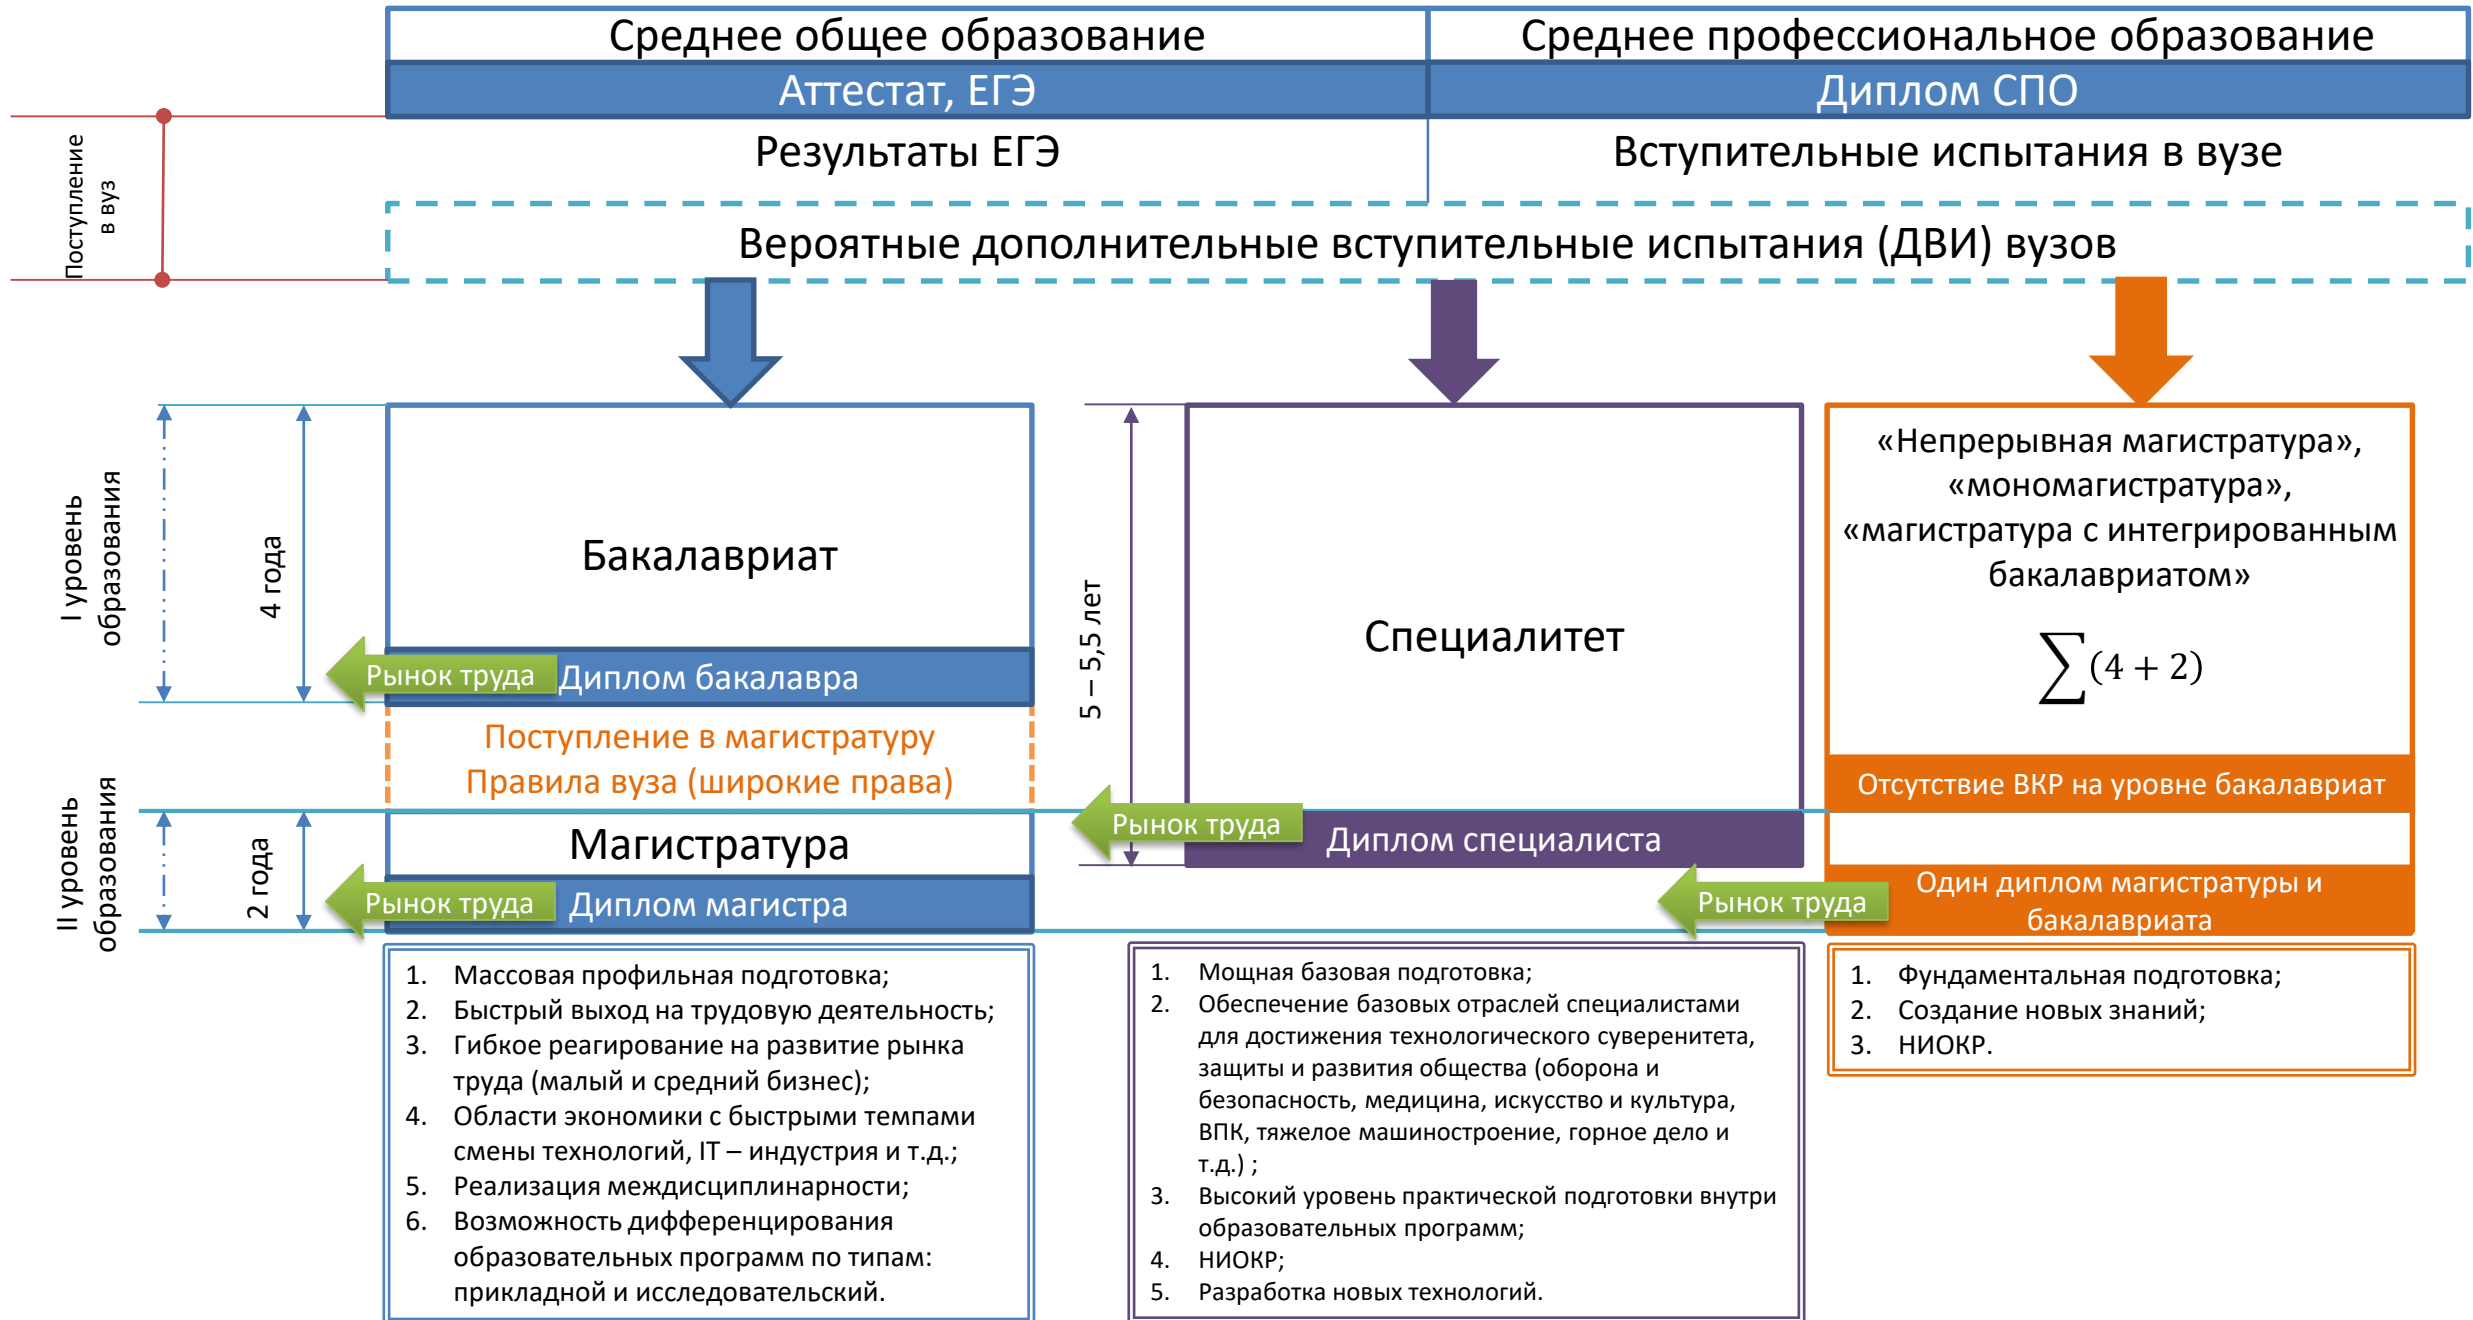 Среднее общее образование
Среднее профессиональное образование
Аттестат, ЕГЭ
Диплом СПО
Поступление
в вуз
Результаты ЕГЭ
Вступительные испытания в вузе
Вероятные дополнительные вступительные испытания (ДВИ) вузов
I уровень
образования
4 года
Бакалавриат
Рынок труда
Диплом бакалавра
Поступление в магистратуру
Правила вуза (широкие права)
II уровень
образования
2 года
Магистратура
Рынок труда
Диплом магистра
1. Массовая профильная подготовка;
2. Быстрый выход на трудовую деятельность;
3. Гибкое реагирование на развитие рынка
труда (малый и средний бизнес);
4. Области экономики с быстрыми темпами
смены технологий, IT – индустрия и т.д.;
5. Реализация междисциплинарности;
6. Возможность дифференцирования
образовательных программ по типам:
прикладной и исследовательский.
5 – 5,5 лет
Специалитет
Рынок труда
Диплом специалиста
1. Мощная базовая подготовка;
2. Обеспечение базовых отраслей специалистами
для достижения технологического суверенитета,
защиты и развития общества (оборона и
безопасность, медицина, искусство и культура,
ВПК, тяжелое машиностроение, горное дело и
т.д.) ;
3. Высокий уровень практической подготовки внутри
образовательных программ;
4. НИОКР;
5. Разработка новых технологий.
«Непрерывная магистратура»,
«мономагистратура»,
«магистратура с интегрированным
бакалавриатом»
∑(4 + 2)
Отсутствие ВКР на уровне бакалавриат
Рынок труда
Один диплом магистратуры и
бакалавриата
1. Фундаментальная подготовка;
2. Создание новых знаний;
3. НИОКР.